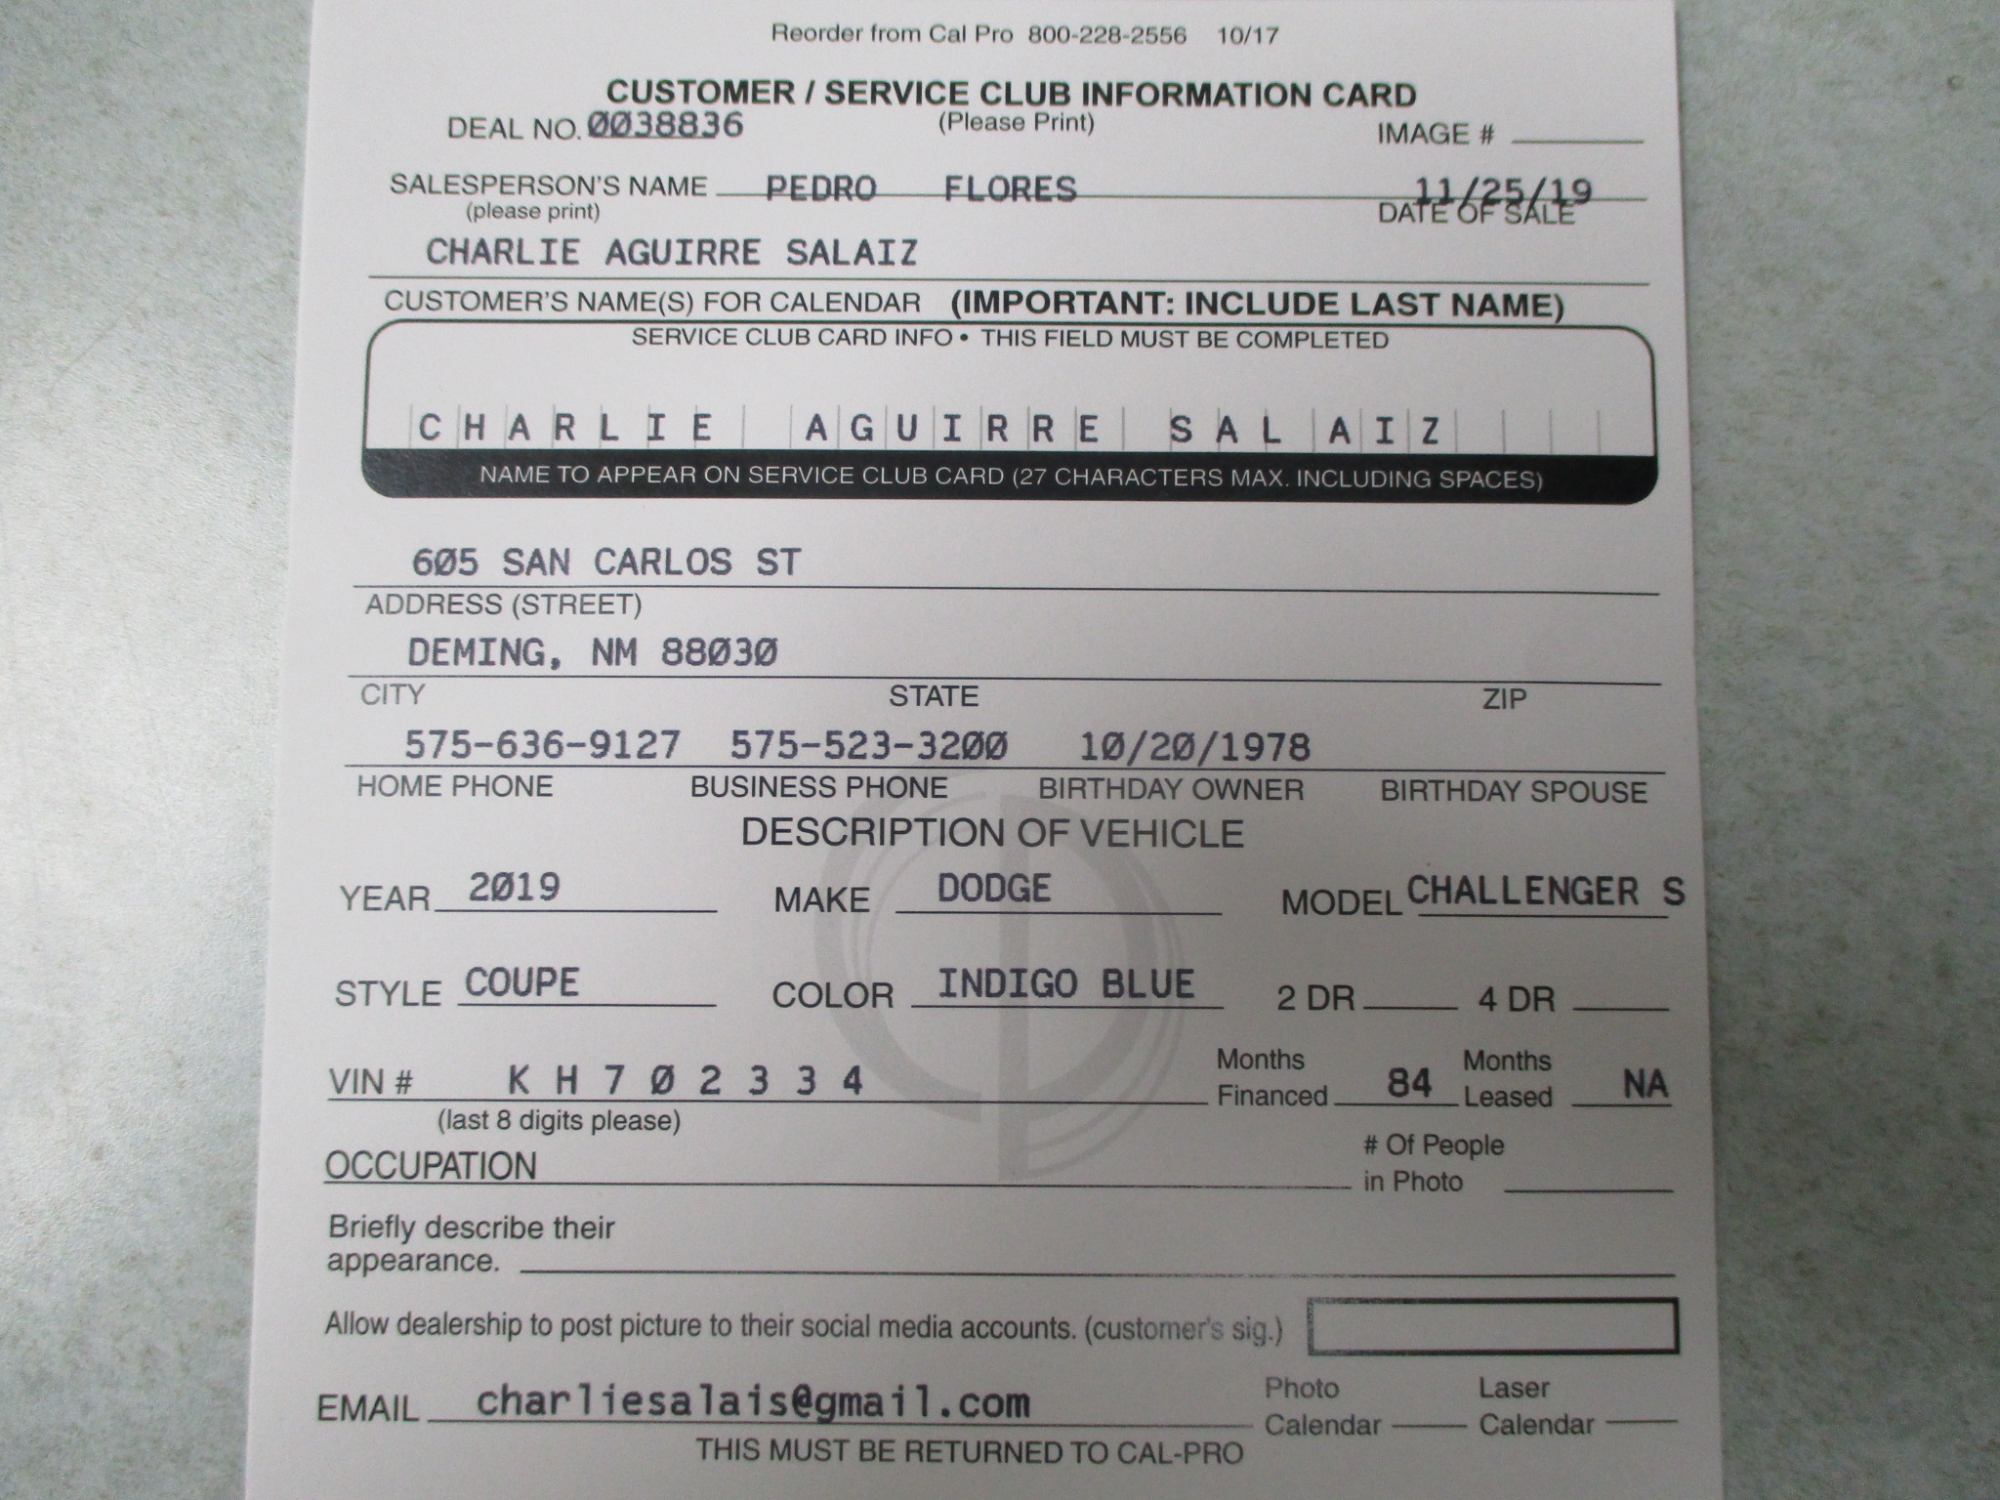 Reorder from Cal Pro 800-228-2556 10/17
CUSTOMER / SERVICE CLUB INFORMATION CARD
DEAL NO. 0038836 (Please Print) IMAGE #
SALESPERSON'S NAME PEDRO FLORES 11/25/19
(please print) DATE OF SALE
CHARLIE AGUIRRE SALAIZ
CUSTOMER'S NAME(S) FOR CALENDAR (IMPORTANT: INCLUDE LAST NAME)
SERVICE CLUB CARD INFO • THIS FIELD MUST BE COMPLETED
CHARLIE AGUIRRE SALAIZ
NAME TO APPEAR ON SERVICE CLUB CARD (27 CHARACTERS MAX. INCLUDING SPACES)
605 SAN CARLOS ST
ADDRESS (STREET)
DEMING, NM 88030
CITY STATE ZIP
575-636-9127 575-523-3200 10/20/1978
HOME PHONE BUSINESS PHONE BIRTHDAY OWNER BIRTHDAY SPOUSE
DESCRIPTION OF VEHICLE
YEAR 2019 MAKE DODGE MODEL CHALLENGER S
STYLE COUPE COLOR INDIGO BLUE 2 DR 4 DR
VIN # KH702334 Months Financed 84 Months Leased NA
(last 8 digits please)
OCCUPATION # Of People in Photo
Briefly describe their
appearance.
Allow dealership to post picture to their social media accounts. (customer's sig.)
EMAIL charliesalais@gmail.com Photo Calendar Laser Calendar
THIS MUST BE RETURNED TO CAL-PRO